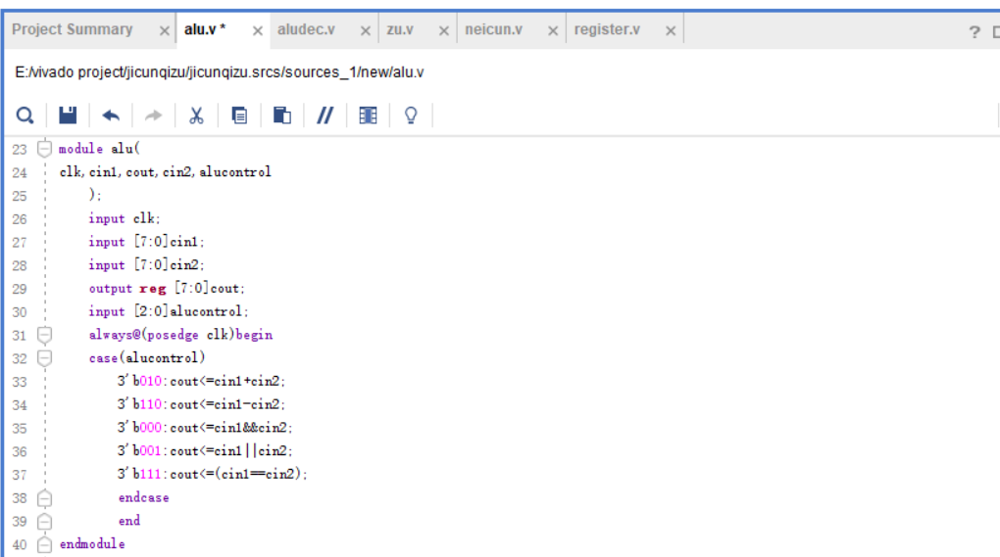 Project Summary × alu.v * × aludec.v × zu.v × neicun.v × register.v × ?
E:/vivado project/jicunqizu/jicunqizu.srcs/sources_1/new/alu.v
23 module alu(
24 clk,cin1,cout,cin2,alucontrol
25 );
26 input clk;
27 input [7:0]cin1;
28 input [7:0]cin2;
29 output reg [7:0]cout;
30 input [2:0]alucontrol;
31 always@(posedge clk)begin
32 case(alucontrol)
33 3'b010:cout<=cin1+cin2;
34 3'b110:cout<=cin1-cin2;
35 3'b000:cout<=cin1&&cin2;
36 3'b001:cout<=cin1||cin2;
37 3'b111:cout<=(cin1==cin2);
38 endcase
39 end
40 endmodule